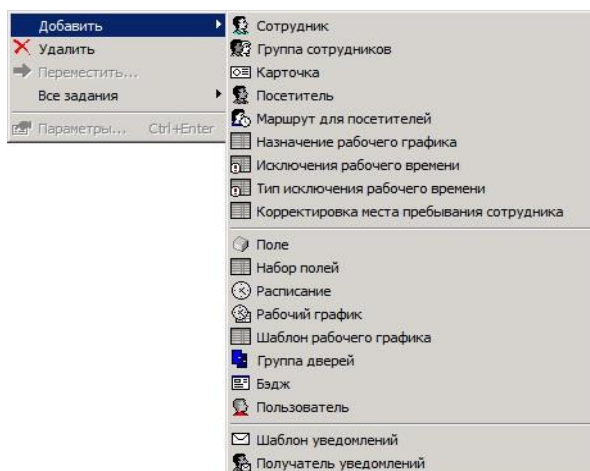 Добавить
Удалить
Переместить...
Все задания
Параметры... Ctrl+Enter
Сотрудник
Группа сотрудников
Карточка
Посетитель
Маршрут для посетителей
Назначение рабочего графика
Исключения рабочего времени
Тип исключения рабочего времени
Корректировка места пребывания сотрудника
Поле
Набор полей
Расписание
Рабочий график
Шаблон рабочего графика
Группа дверей
Бэдж
Пользователь
Шаблон уведомлений
Получатель уведомлений